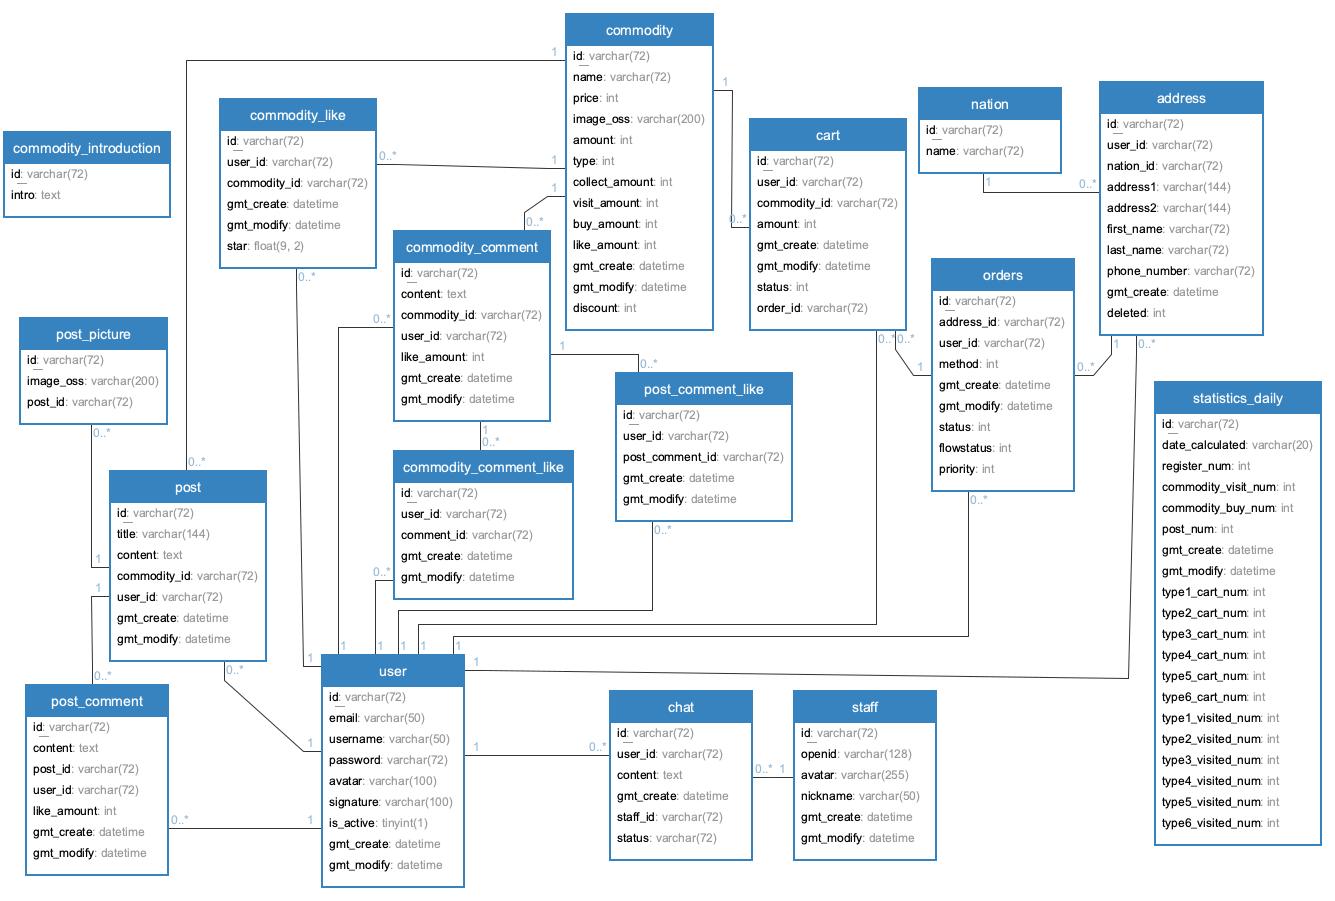 commodity
id: varchar(72)
name: varchar(72)
price: int
image_oss: varchar(200)
amount: int
type: int
collect_amount: int
visit_amount: int
buy_amount: int
like_amount: int
gmt_create: datetime
gmt_modify: datetime
discount: int
commodity_like
id: varchar(72)
user_id: varchar(72)
commodity_id: varchar(72)
gmt_create: datetime
gmt_modify: datetime
star: float(9, 2)
commodity_introduction
id: varchar(72)
intro: text
cart
id: varchar(72)
user_id: varchar(72)
commodity_id: varchar(72)
amount: int
gmt_create: datetime
gmt_modify: datetime
status: int
order_id: varchar(72)
nation
id: varchar(72)
name: varchar(72)
address
id: varchar(72)
user_id: varchar(72)
nation_id: varchar(72)
address1: varchar(144)
address2: varchar(144)
first_name: varchar(72)
last_name: varchar(72)
phone_number: varchar(72)
gmt_create: datetime
deleted: int
commodity_comment
id: varchar(72)
content: text
commodity_id: varchar(72)
user_id: varchar(72)
like_amount: int
gmt_create: datetime
gmt_modify: datetime
orders
id: varchar(72)
address_id: varchar(72)
user_id: varchar(72)
method: int
gmt_create: datetime
gmt_modify: datetime
status: int
flowstatus: int
priority: int
post_picture
id: varchar(72)
image_oss: varchar(200)
post_id: varchar(72)
post_comment_like
id: varchar(72)
user_id: varchar(72)
post_comment_id: varchar(72)
gmt_create: datetime
gmt_modify: datetime
statistics_daily
id: varchar(72)
date_calculated: varchar(20)
register_num: int
commodity_visit_num: int
commodity_buy_num: int
post_num: int
gmt_create: datetime
gmt_modify: datetime
type1_cart_num: int
type2_cart_num: int
type3_cart_num: int
type4_cart_num: int
type5_cart_num: int
type6_cart_num: int
type1_visited_num: int
type2_visited_num: int
type3_visited_num: int
type4_visited_num: int
type5_visited_num: int
type6_visited_num: int
commodity_comment_like
id: varchar(72)
user_id: varchar(72)
comment_id: varchar(72)
gmt_create: datetime
gmt_modify: datetime
post
id: varchar(72)
title: varchar(144)
content: text
commodity_id: varchar(72)
user_id: varchar(72)
gmt_create: datetime
gmt_modify: datetime
post_comment
id: varchar(72)
content: text
post_id: varchar(72)
user_id: varchar(72)
like_amount: int
gmt_create: datetime
gmt_modify: datetime
user
id: varchar(72)
email: varchar(50)
username: varchar(50)
password: varchar(72)
avatar: varchar(100)
signature: varchar(100)
is_active: tinyint(1)
gmt_create: datetime
gmt_modify: datetime
chat
id: varchar(72)
user_id: varchar(72)
content: text
gmt_create: datetime
staff_id: varchar(72)
status: varchar(72)
staff
id: varchar(72)
openid: varchar(128)
avatar: varchar(255)
nickname: varchar(50)
gmt_create: datetime
gmt_modify: datetime
1
0..*
0..*
1
1
0..*
1
0..*
1
0..*
0..*
1
0..*
1
1
0..*
1
0..*
0..*
1
0..*
1
0..*
1
0..*
1
0..*
1
0..*
1
1
0..*
0..*
1
0..*
1
0..*
1
0..*
1
1
0..*
0..*
1